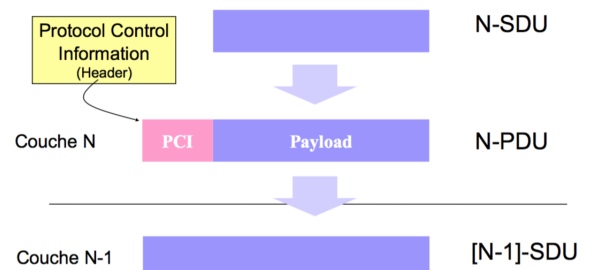 Protocol Control
Information
(Header)
N-SDU
Couche N
PCI
Payload
N-PDU
Couche N-1
[N-1]-SDU